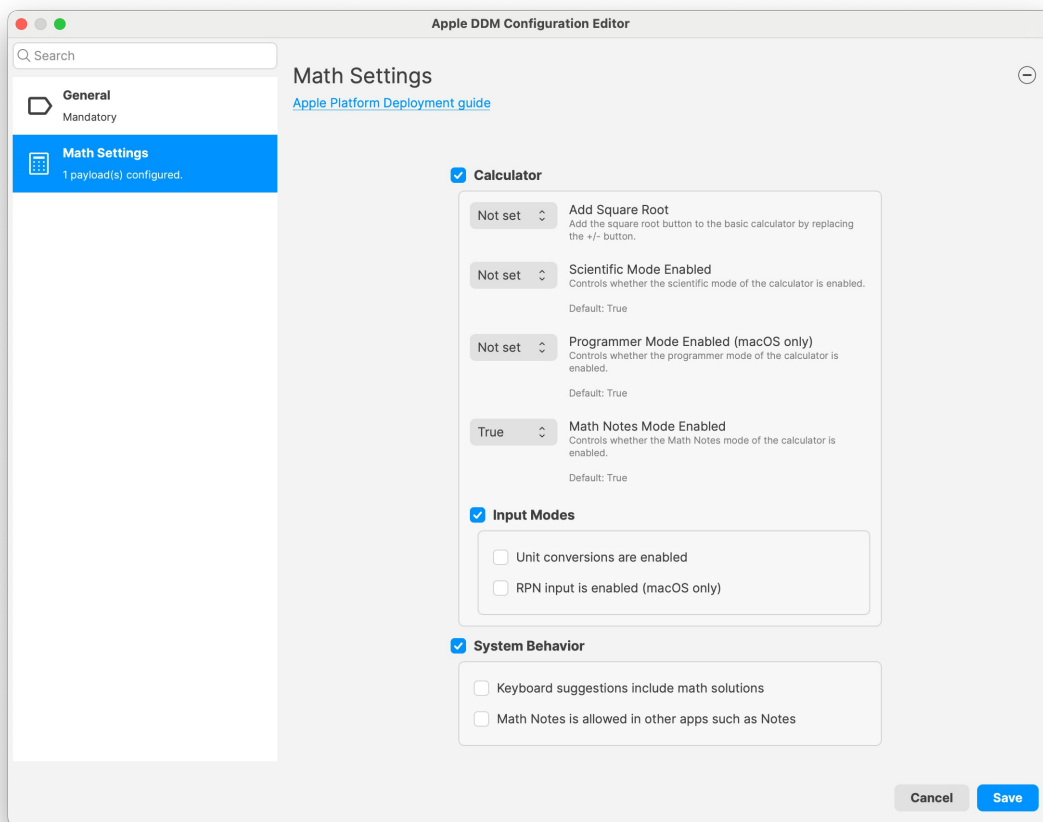 Apple DDM Configuration Editor
Search
General
Mandatory
Math Settings
1 payload(s) configured.
Math Settings
Apple Platform Deployment guide
Calculator
Not set
Add Square Root
Add the square root button to the basic calculator by replacing
the +/- button.
Not set
Scientific Mode Enabled
Controls whether the scientific mode of the calculator is enabled.
Default: True
Not set
Programmer Mode Enabled (macOS only)
Controls whether the programmer mode of the calculator is
enabled.
Default: True
True
Math Notes Mode Enabled
Controls whether the Math Notes mode of the calculator is
enabled.
Default: True
Input Modes
Unit conversions are enabled
RPN input is enabled (macOS only)
System Behavior
Keyboard suggestions include math solutions
Math Notes is allowed in other apps such as Notes
Cancel
Save